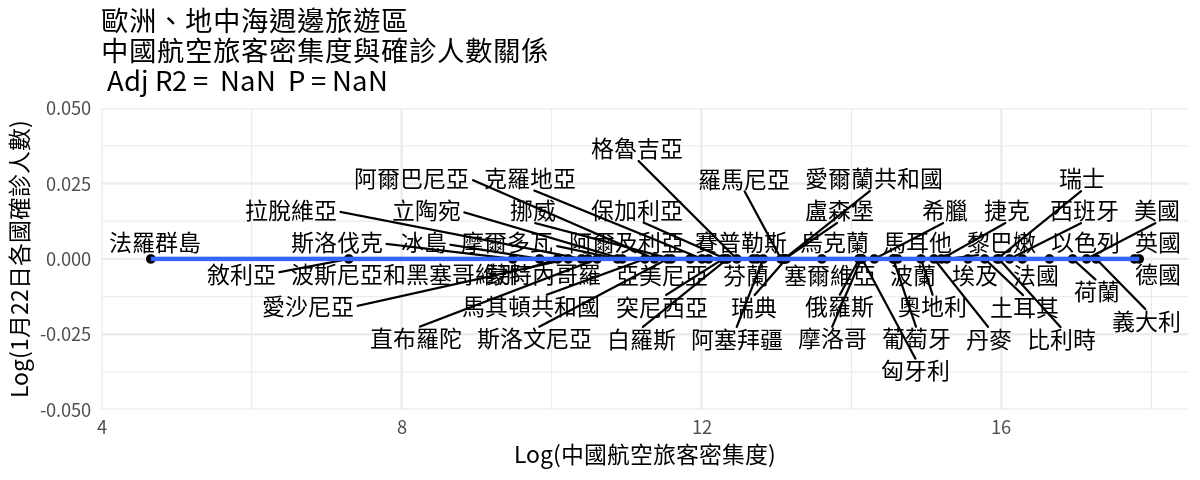 歐洲、地中海週邊旅遊區
中國航空旅客密集度與確診人數關係
Adj R2 = NaN P = NaN
Log(1月22日各國確診人數)
0.050
0.025
0.000
-0.025
-0.050
格魯吉亞
阿爾巴尼亞 克羅地亞 羅馬尼亞 愛爾蘭共和國 瑞士
拉脫維亞 立陶宛 挪威 保加利亞 盧森堡 希臘 捷克 西班牙 美國
法羅群島 斯洛伐克 冰島 摩爾多瓦 阿爾及利亞 賽普勒斯 烏克蘭 馬耳他 黎巴嫩 以色列 英國
敘利亞 波斯尼亞和黑塞哥維那 黑山 亞美尼亞 芬蘭 塞爾維亞 波蘭 埃及 法國 德國
荷蘭
愛沙尼亞 馬其頓共和國 突尼西亞 瑞典 俄羅斯 奧地利 土耳其 義大利
直布羅陀 斯洛文尼亞 白羅斯 阿塞拜疆 摩洛哥 葡萄牙 丹麥 比利時
匈牙利
4 8 12 16
Log(中國航空旅客密集度)